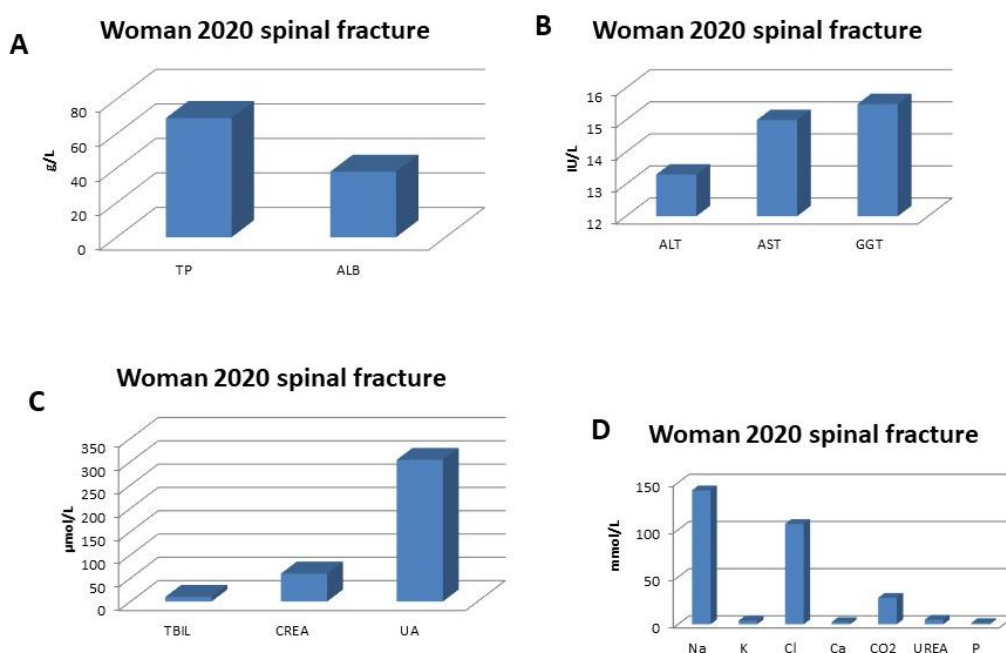 A
Woman 2020 spinal fracture
g/L
80
60
40
20
0
TP ALB
B
Woman 2020 spinal fracture
IU/L
16
15
14
13
12
ALT AST GGT
C
Woman 2020 spinal fracture
µmol/L
350
300
250
200
150
100
50
0
TBIL CREA UA
D
Woman 2020 spinal fracture
mmol/L
150
100
50
0
Na K Cl Ca CO2 UREA P